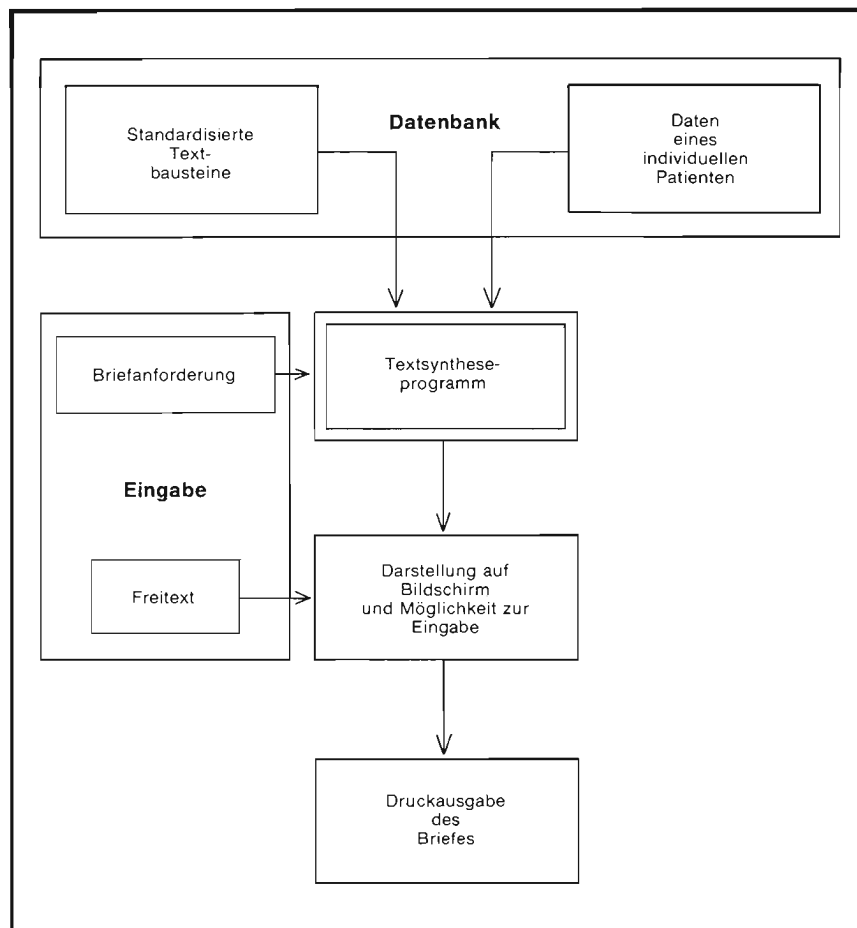 Standardisierte
Text-
bausteine
Datenbank
Daten
eines
individuellen
Patienten
Briefanforderung
Textsynthese-
programm
Eingabe
Freitext
Darstellung auf
Bildschirm
und Möglichkeit zur
Eingabe
Druckausgabe
des
Briefes